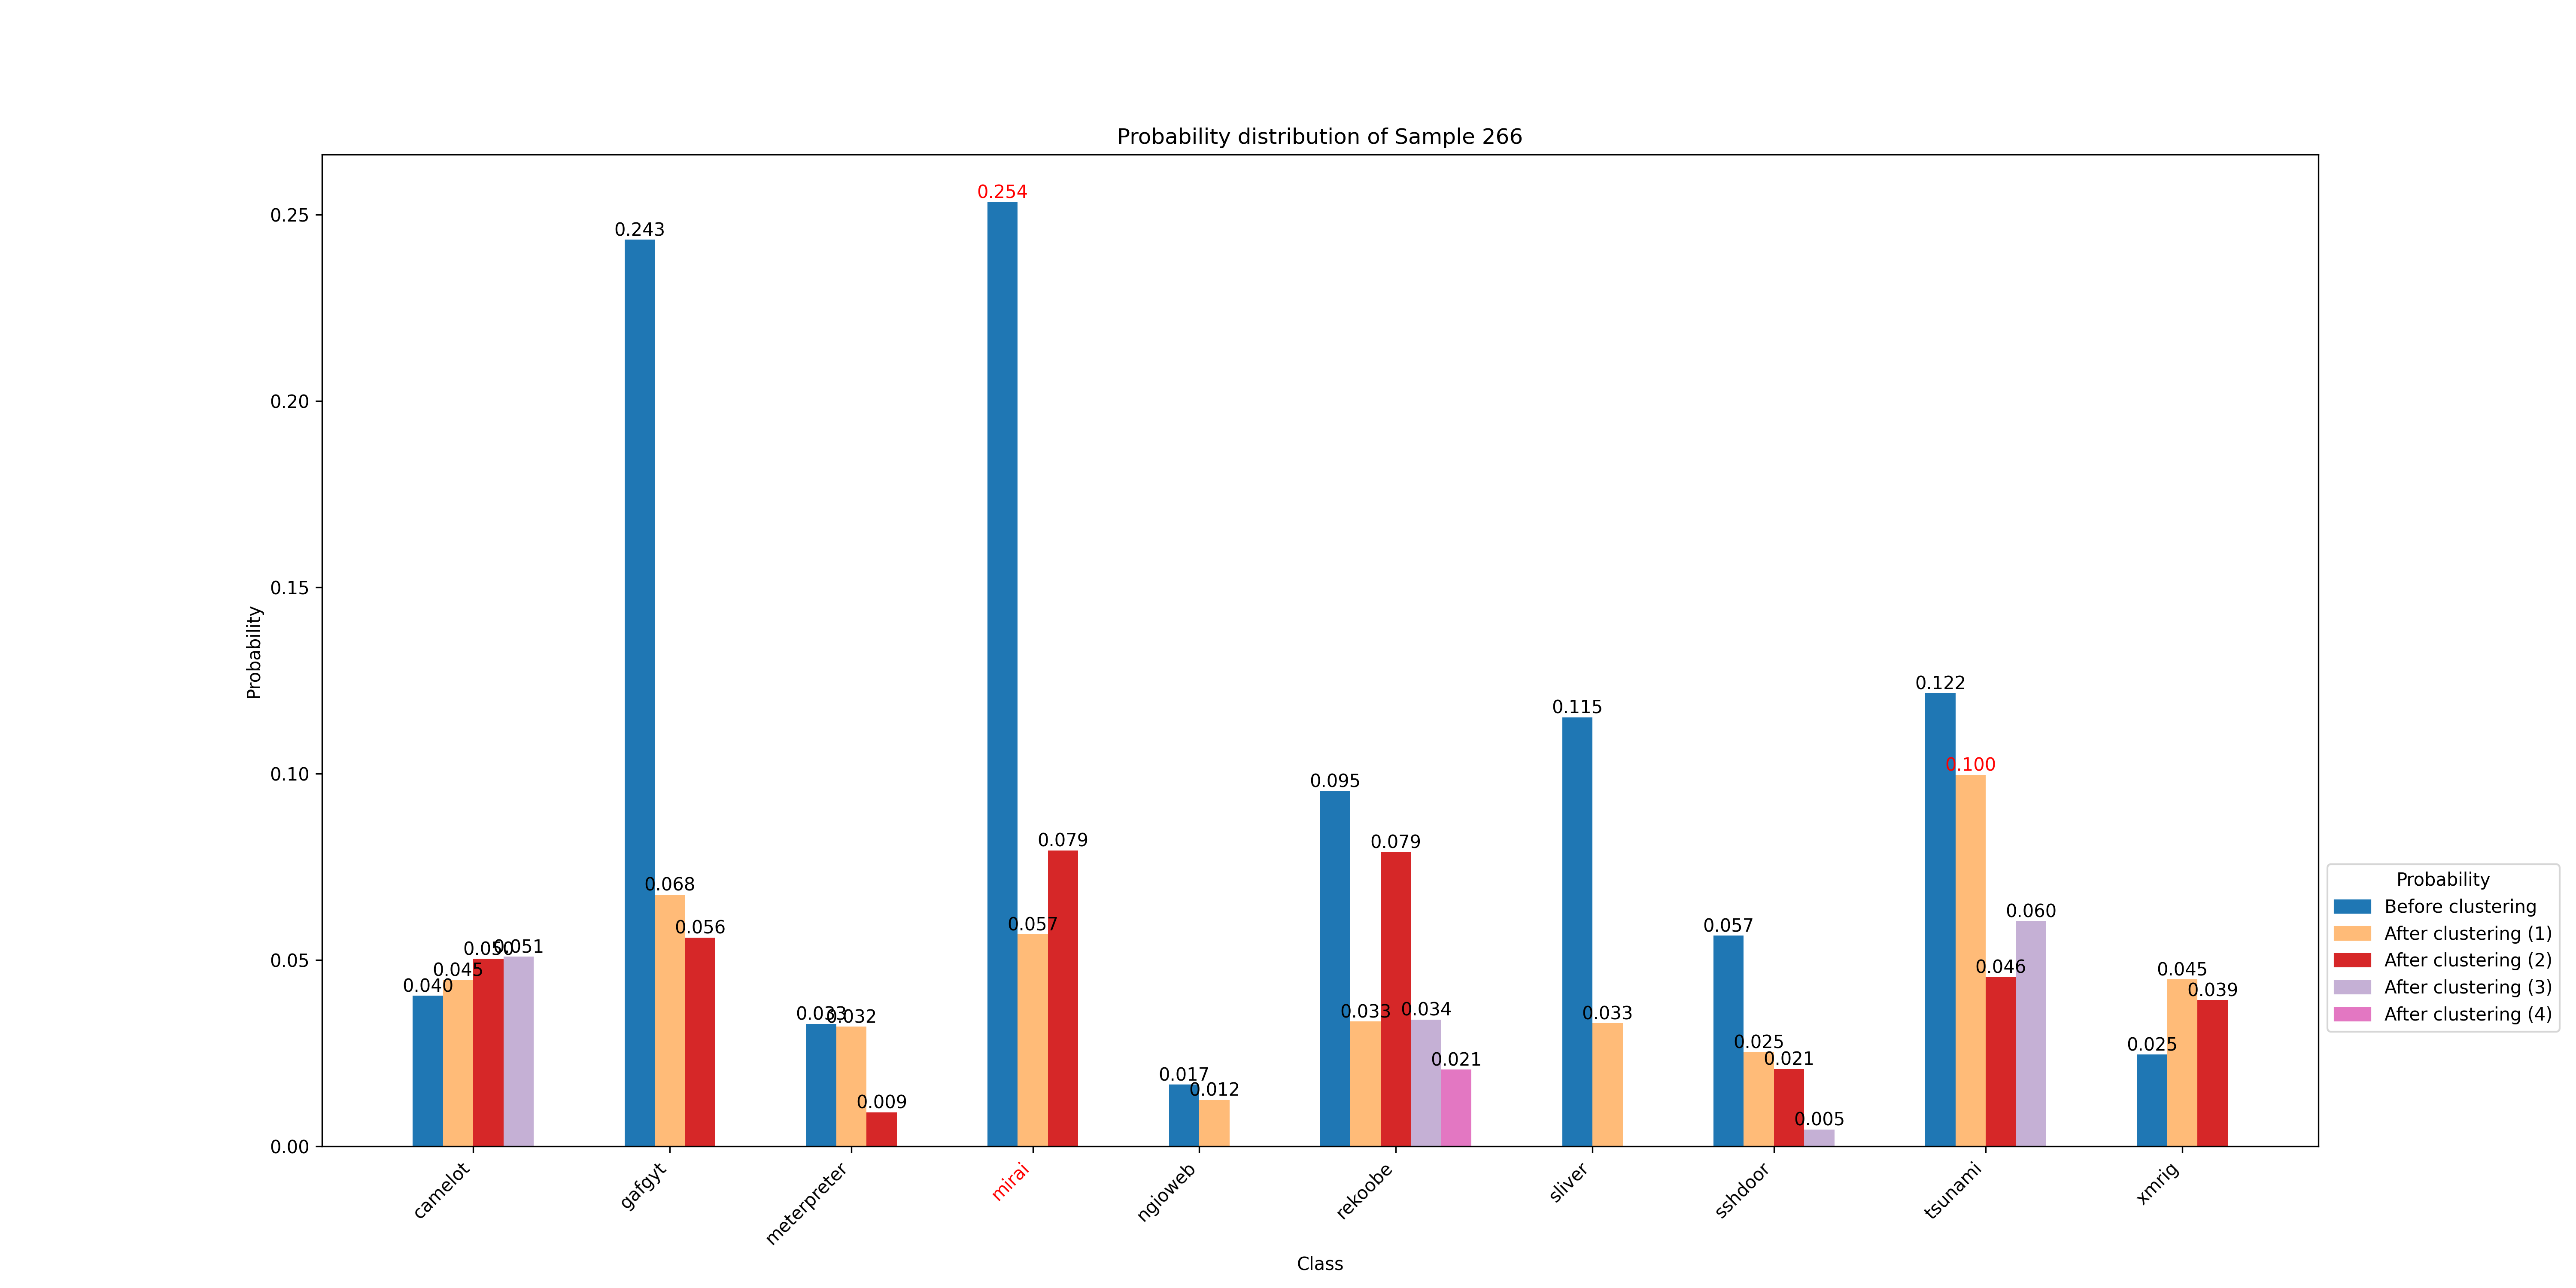 Probability distribution of Sample 266
Probability
0.25
0.20
0.15
0.10
0.05
0.00
0.040
0.045
0.050
0.051
0.243
0.068
0.056
0.033
0.032
0.009
0.254
0.057
0.079
0.017
0.012
0.095
0.033
0.079
0.034
0.021
0.115
0.033
0.057
0.025
0.021
0.005
0.122
0.100
0.046
0.060
0.025
0.045
0.039
camelot
gafgyt
meterpreter
mirai
ngioweb
rekoobe
sliver
sshdoor
tsunami
xmrig
Class
Probability
Before clustering
After clustering (1)
After clustering (2)
After clustering (3)
After clustering (4)